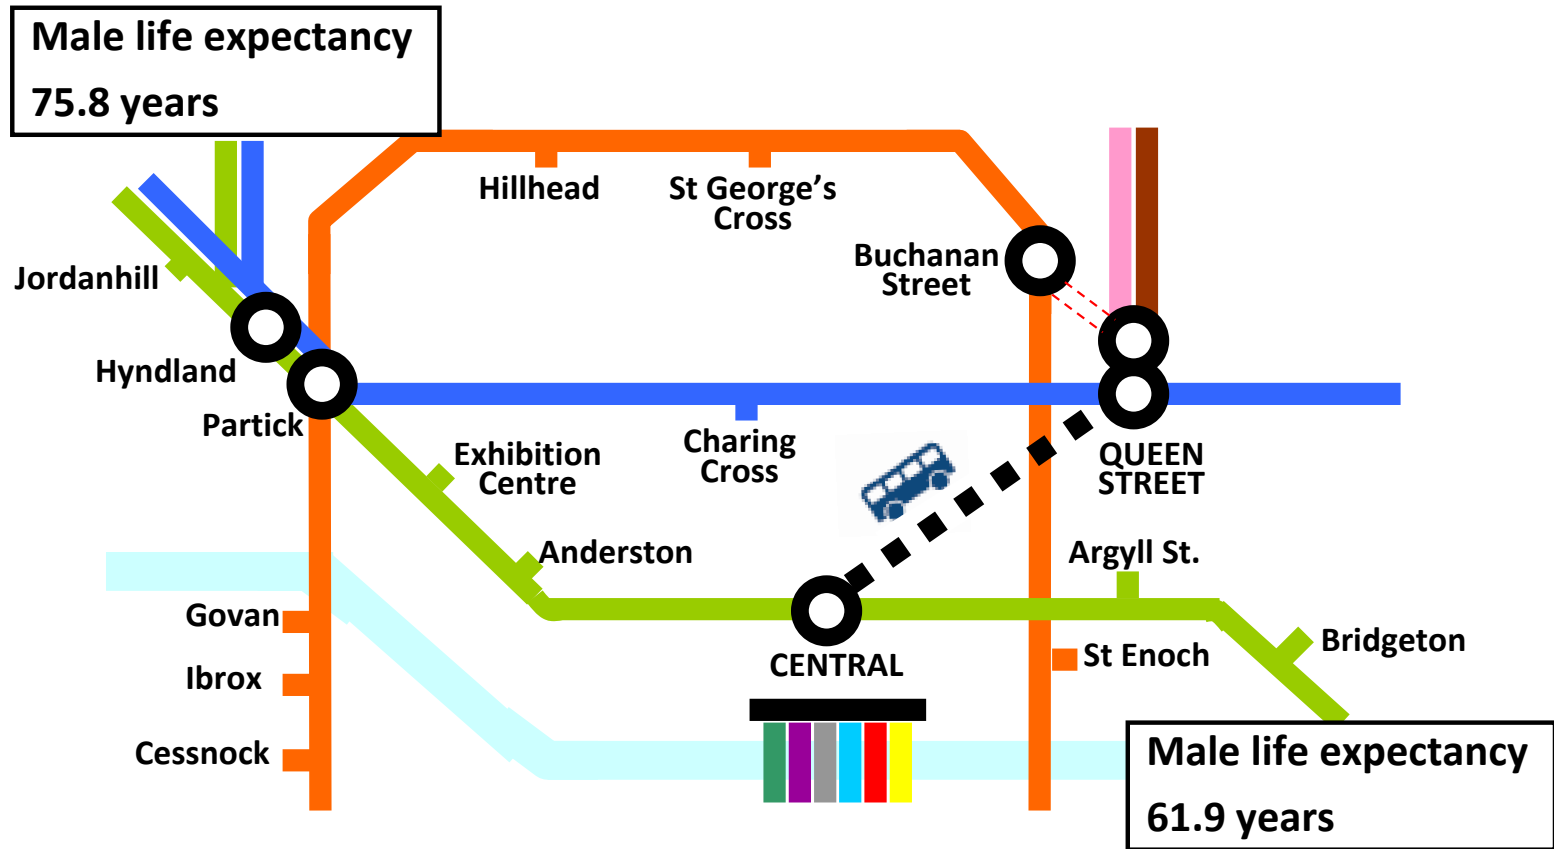 Male life expectancy
75.8 years
Hillhead
St George’s
Cross
Buchanan
Street
Jordanhill
Hyndland
Partick
Exhibition
Centre
Charing
Cross
QUEEN
STREET
Anderston
Argyll St.
Govan
Ibrox
Cessnock
CENTRAL
St Enoch
Bridgeton
Male life expectancy
61.9 years